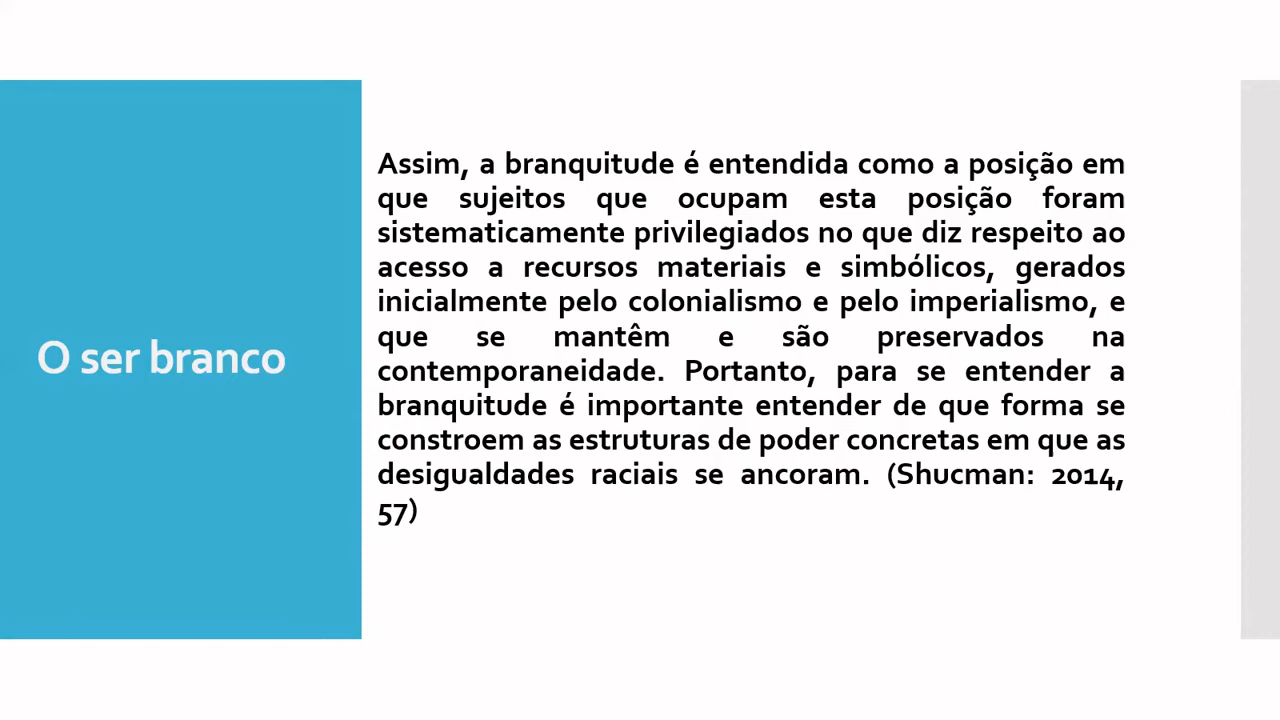 O ser branco
Assim, a branquitude é entendida como a posição em
que sujeitos que ocupam esta posição foram
sistematicamente privilegiados no que diz respeito ao
acesso a recursos materiais e simbólicos, gerados
inicialmente pelo colonialismo e pelo imperialismo, e
que se mantêm e são preservados na
contemporaneidade. Portanto, para se entender a
branquitude é importante entender de que forma se
constroem as estruturas de poder concretas em que as
desigualdades raciais se ancoram. (Shucman: 2014,
57)